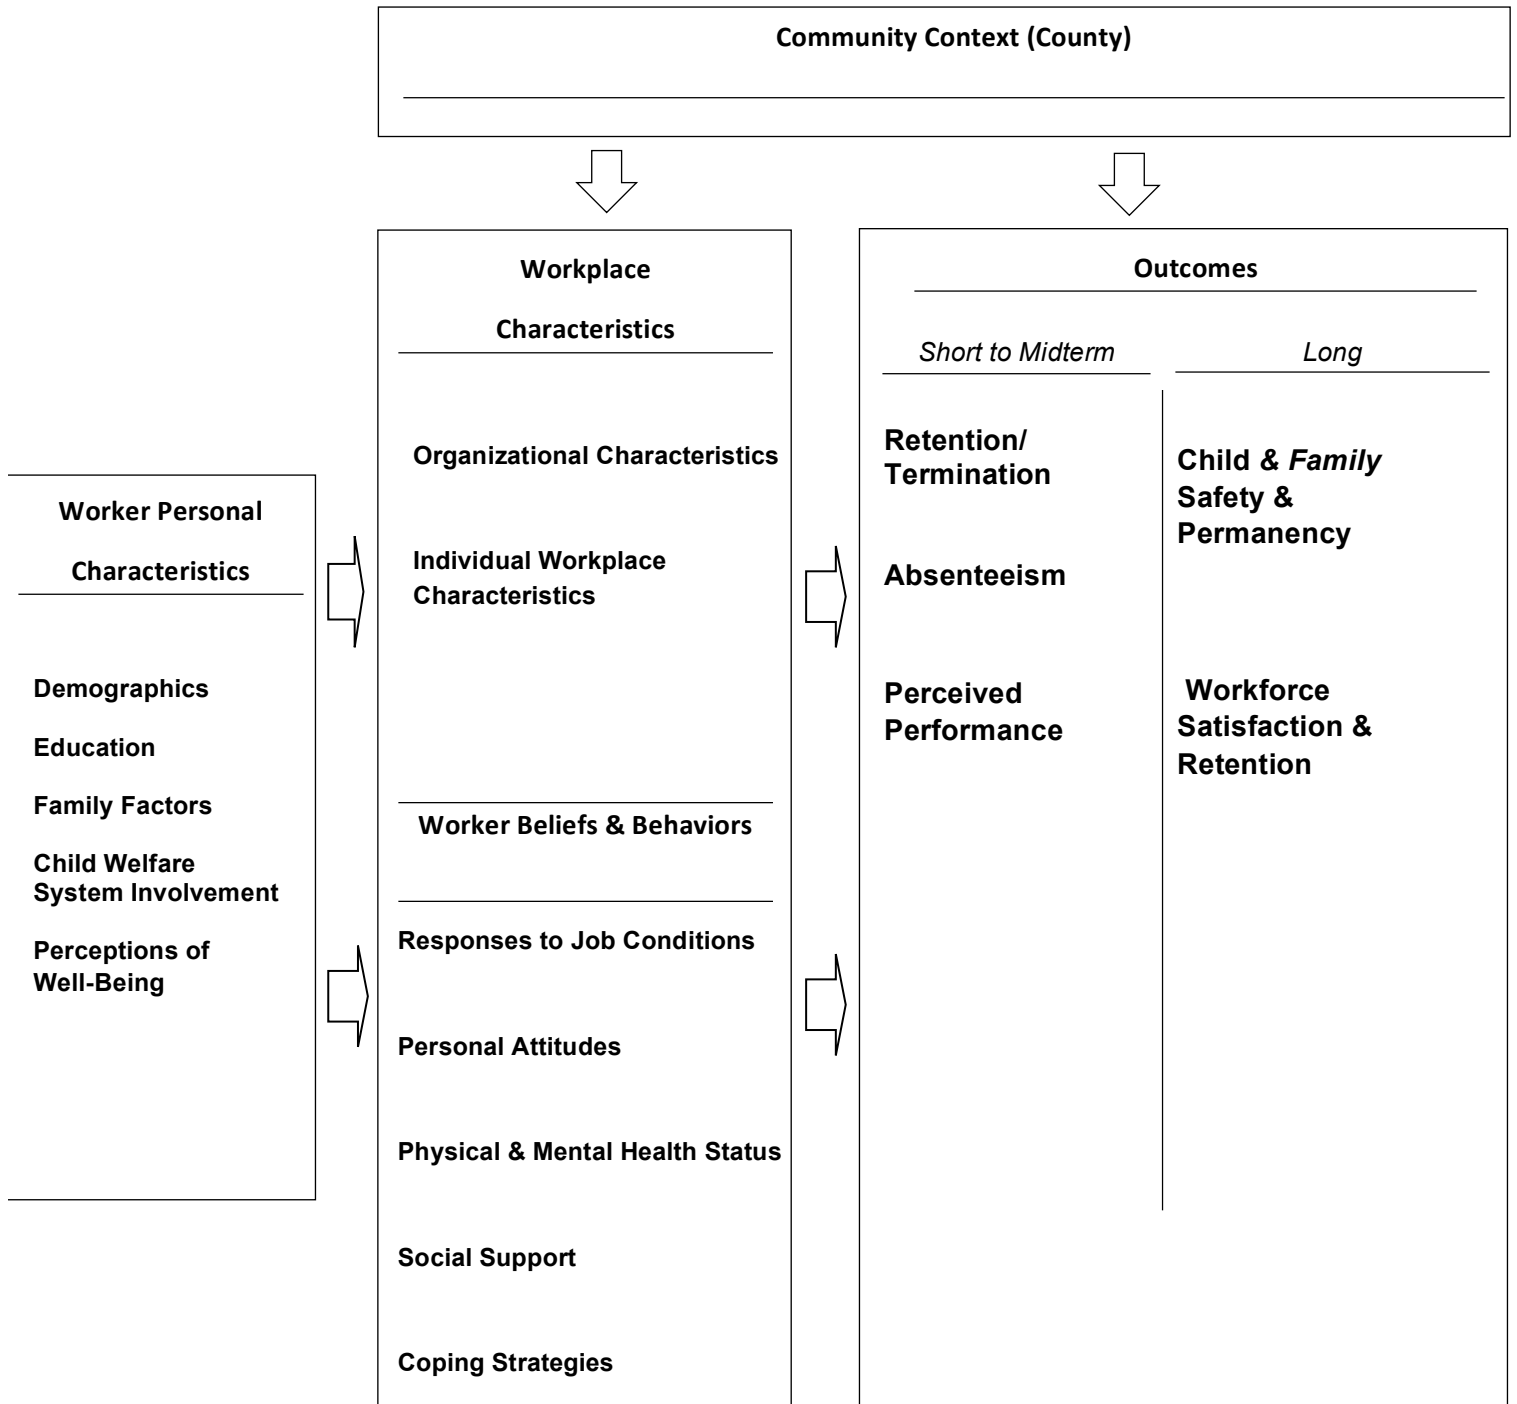 Community Context (County)
Worker Personal
Characteristics
Demographics
Education
Family Factors
Child Welfare
System Involvement
Perceptions of
Well-Being
Workplace
Characteristics
Organizational Characteristics
Individual Workplace
Characteristics
Worker Beliefs & Behaviors
Responses to Job Conditions
Personal Attitudes
Physical & Mental Health Status
Social Support
Coping Strategies
Outcomes
Short to Midterm
Retention/
Termination
Absenteeism
Perceived
Performance
Long
Child & Family
Safety &
Permanency
Workforce
Satisfaction &
Retention